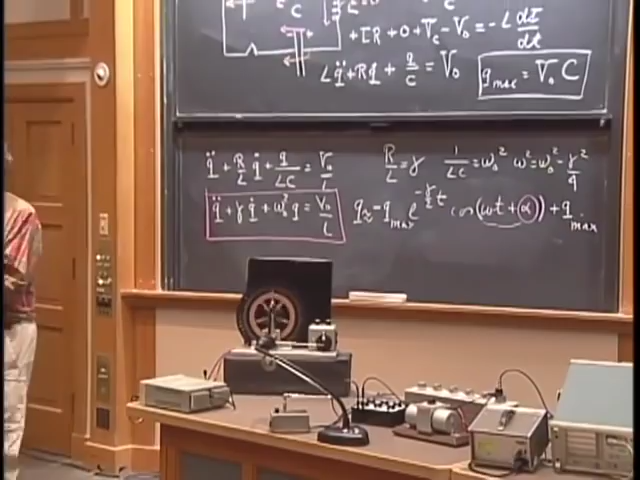 +IR+0+V_c-V_0 = -L dI/dt
Lq̈+Rq̇+q/C = V_0
q_max = V_0 C
q̈+R/L q̇+q/LC = V_0/L
R/L = γ 1/LC = ω_0² ω² = ω_0² - γ²/4
q̈+γq̇+ω_0² q = V_0/L
q ≈ -q_max e^(-γ/2 t) cos(ωt+α) + q_max